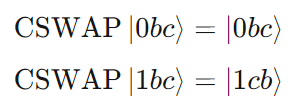 CSWAP |0bc⟩ = |0bc⟩
CSWAP |1bc⟩ = |1cb⟩